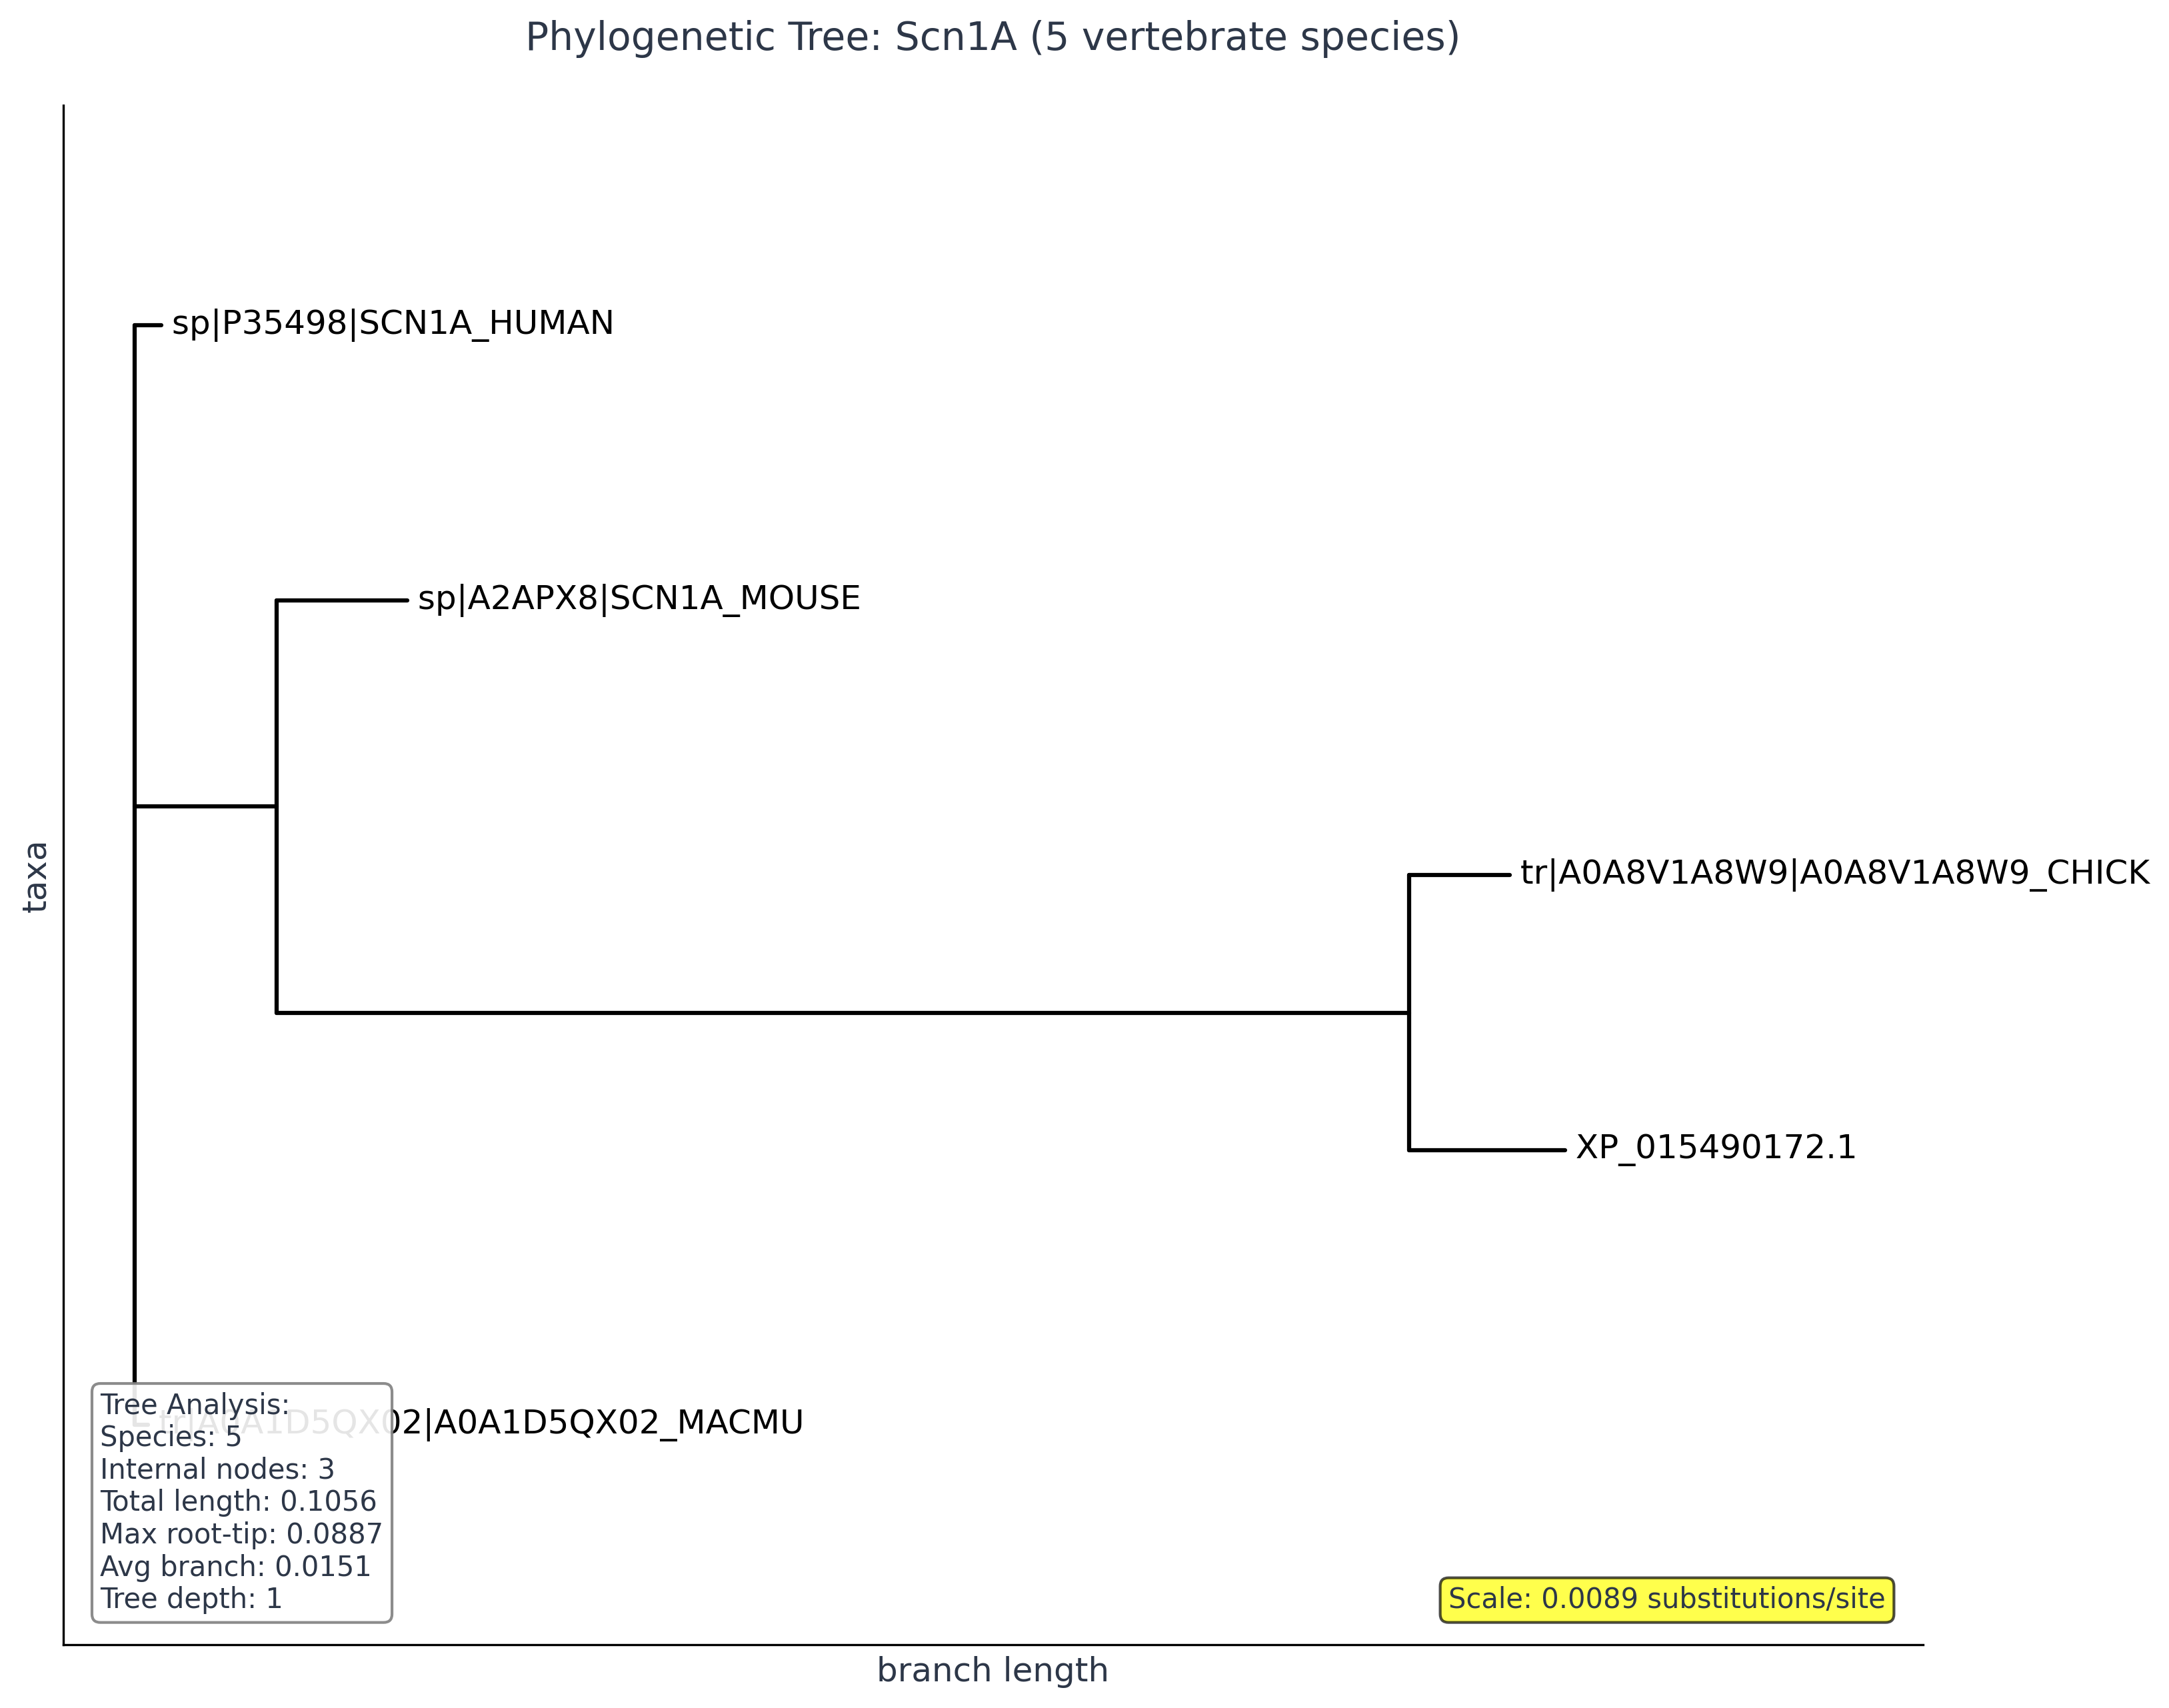 Phylogenetic Tree: Scn1A (5 vertebrate species)
sp|P35498|SCN1A_HUMAN
sp|A2APX8|SCN1A_MOUSE
taxa
tr|A0A8V1A8W9|A0A8V1A8W9_CHICK
XP_015490172.1
tr|A0A1D5QX02|A0A1D5QX02_MACMU
Tree Analysis:
Species: 5
Internal nodes: 3
Total length: 0.1056
Max root-tip: 0.0887
Avg branch: 0.0151
Tree depth: 1
Scale: 0.0089 substitutions/site
branch length